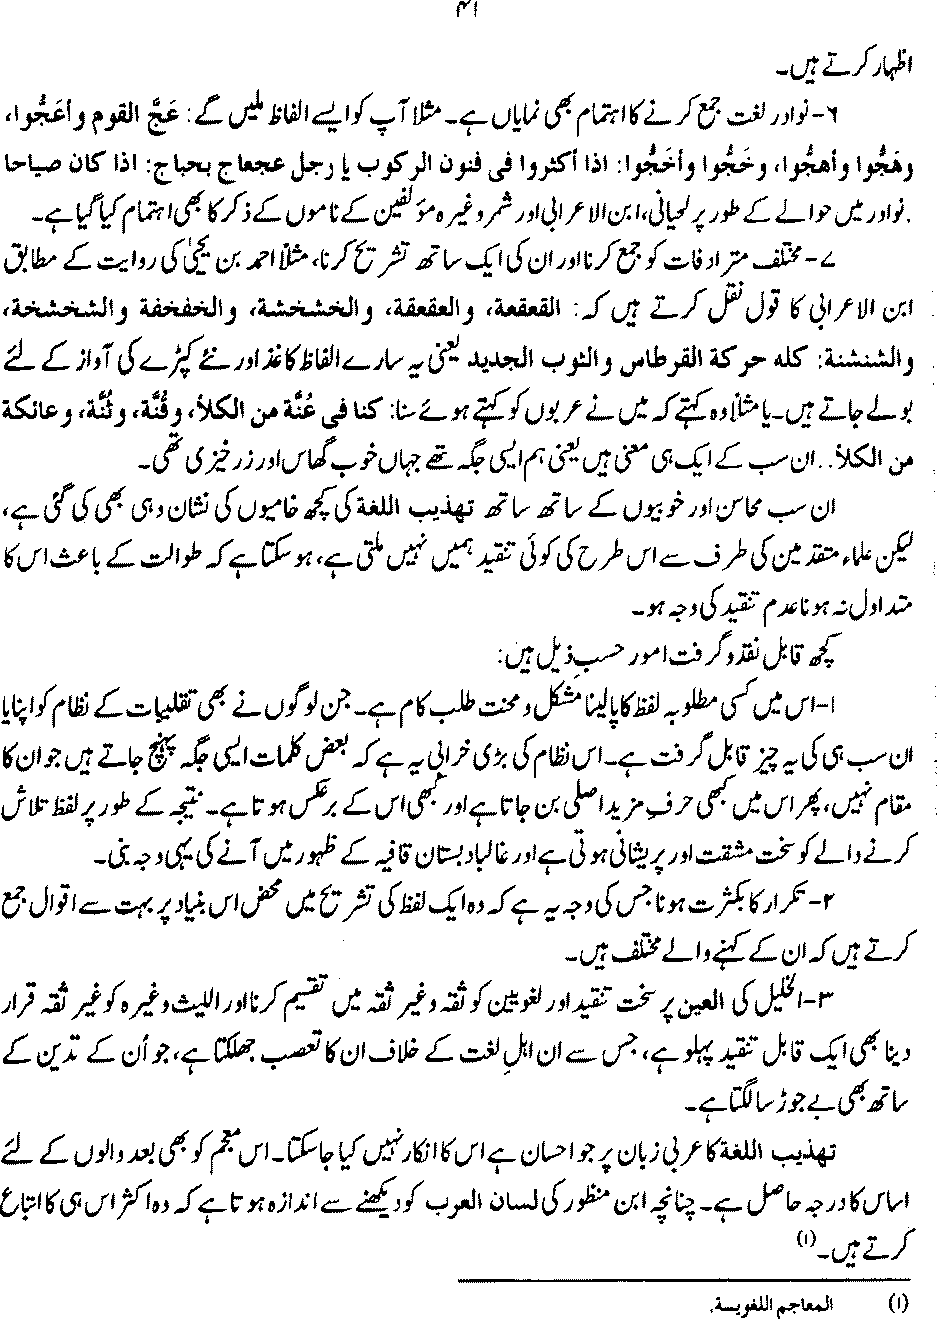 ۴۱
اظہار کرتے ہیں۔
۶-نوادر لغت جمع کرنے کا اہتمام بھی نمایاں ہے۔ مثلا آپ کو ایسے الفاظ ملیں گے: عَجَّ القوم وأعَجُّوا،
وهَجُّوا وأهجُّوا، وخَجُّوا وأخَجُّوا: اذا أكثروا فى فنون الركوب یا رجل عجعاج بحباج: اذا كان صياحا
نوادر میں حوالے کے طور پر لحیانی، ابن الاعرابی اور شمر وغیرہ مؤلفین کے ناموں کے ذکر کا بھی اہتمام کیا گیا ہے۔
۷-مختلف مترادفات کو جمع کرنا اور ان کی ایک ساتھ تشریح کرنا، مثلاً احمد بن یحییٰ کی روایت کے مطابق
ابن الاعرابی کا قول نقل کرتے ہیں کہ: القعقعة، والعقعقة، والخشخشة، والخفخفة والشخشخة،
والشنشنة: كله حركة القرطاس والثوب الجديد یعنی یہ سارے الفاظ کاغذ اور نئے کپڑے کی آواز کے لئے
بولے جاتے ہیں۔ یا مثلاً وہ کہتے کہ میں نے عربوں کو کہتے ہوئے سنا: كنا فى عُنَّة من الكلأ، وفُنَّة، وثُنَّة، وعانكة
من الكلأ.. ان سب کے ایک ہی معنی ہیں یعنی ہم ایسی جگہ تھے جہاں خوب گھاس اور زرخیزی تھی۔
ان سب محاسن اور خوبیوں کے ساتھ ساتھ تهذيب اللغة کی کچھ خامیوں کی نشان دہی بھی کی گئی ہے،
لیکن علماء متقدمین کی طرف سے اس طرح کی کوئی تنقید ہمیں نہیں ملتی ہے، ہو سکتا ہے کہ طوالت کے باعث اس کا
متداول نہ ہونا عدم تنقید کی وجہ ہو۔
کچھ قابل نقد و گرفت امور حسبِ ذیل ہیں:
۱-اس میں کسی مطلوبہ لفظ کا پالینا مشکل و محنت طلب کام ہے۔ جن لوگوں نے بھی تقلیبات کے نظام کو اپنایا
ان سب ہی کی یہ چیز قابل گرفت ہے۔ اس نظام کی بڑی خرابی یہ ہے کہ بعض کلمات ایسی جگہ پہنچ جاتے ہیں جو ان کا
مقام نہیں، پھر اس میں کبھی حرفِ مزید اصلی بن جاتا ہے اور کبھی اس کے برعکس ہوتا ہے۔ نتیجہ کے طور پر لفظ تلاش
کرنے والے کو سخت مشقت اور پریشانی ہوتی ہے اور غالبا دبستان قافیہ کے ظہور میں آنے کی یہی وجہ بنی۔
۲-تکرار کا بکثرت ہونا جس کی وجہ یہ ہے کہ وہ ایک لفظ کی تشریح میں محض اس بنیاد پر بہت سے اقوال جمع
کرتے ہیں کہ ان کے کہنے والے مختلف ہیں۔
۳-الخلیل کی العین پر سخت تنقید اور لغویین کو ثقہ وغیر ثقہ میں تقسیم کرنا اور اللیث وغیرہ کو غیر ثقہ قرار
دینا بھی ایک قابل تنقید پہلو ہے، جس سے ان اہلِ لغت کے خلاف ان کا تعصب جھلکتا ہے، جو اُن کے تدین کے
ساتھ بھی بے جوڑ سا لگتا ہے۔
تهذيب اللغة کا عربی زبان پر جو احسان ہے اس کا انکار نہیں کیا جاسکتا۔ اس معجم کو بھی بعد والوں کے لئے
اساس کا درجہ حاصل ہے۔ چنانچہ ابن منظور کی لسان العرب کو دیکھنے سے اندازہ ہوتا ہے کہ وہ اکثر اس ہی کا اتباع
کرتے ہیں۔(۱)
(۱) المعاجم اللغويسة.